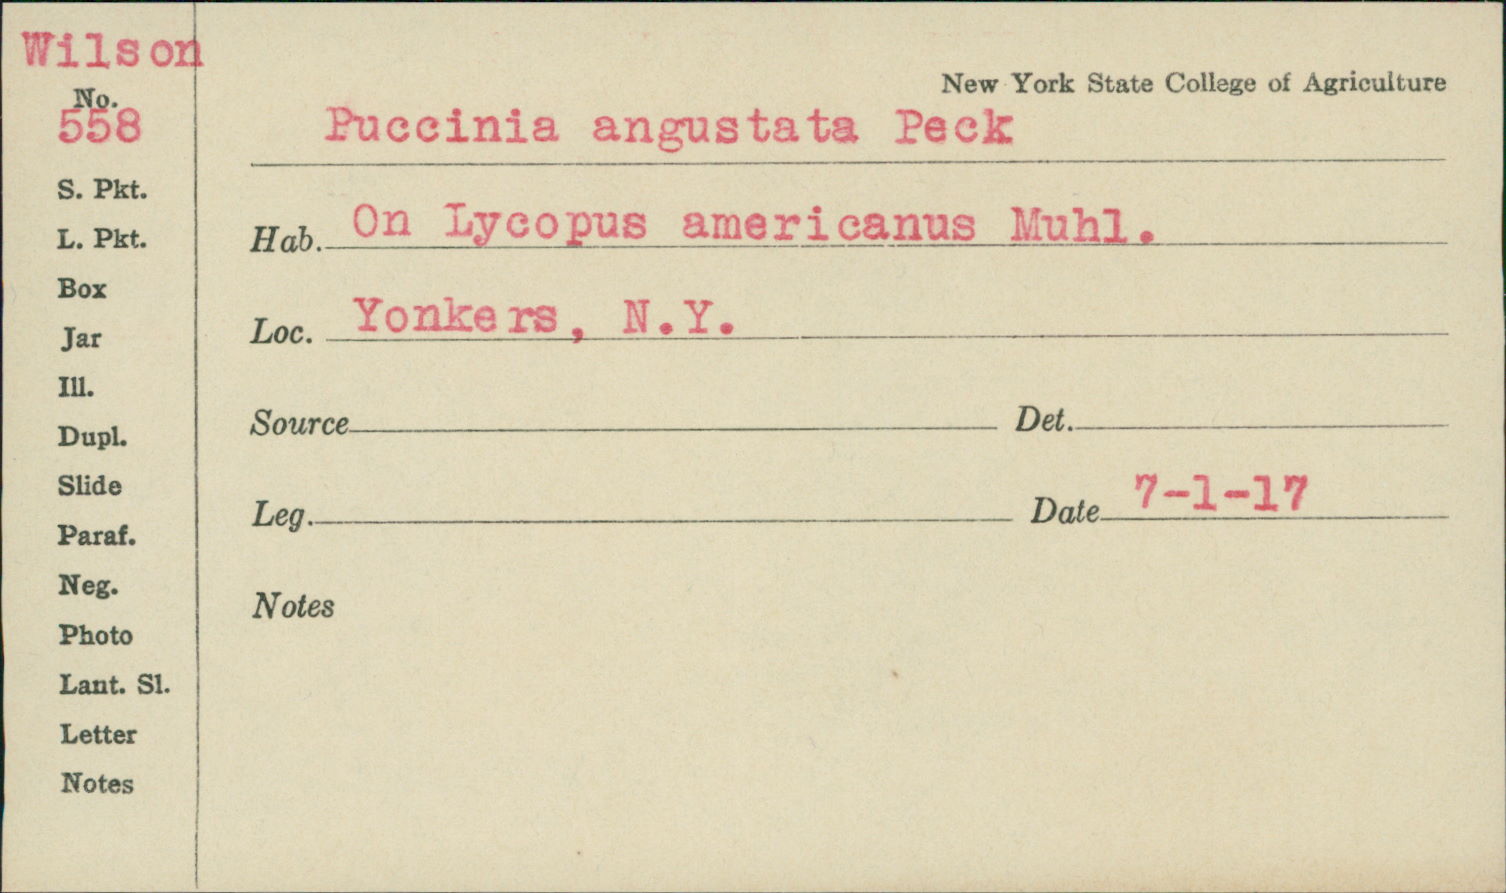 Wilson
No.
558
S. Pkt.
L. Pkt.
Box
Jar
Ill.
Dupl.
Slide
Paraf.
Neg.
Photo
Lant. Sl.
Letter
Notes
New York State College of Agriculture
Puccinia angustata Peck
Hab. On Lycopus americanus Muhl.
Loc. Yonkers, N.Y.
Source Det.
Leg. Date 7-1-17
Notes